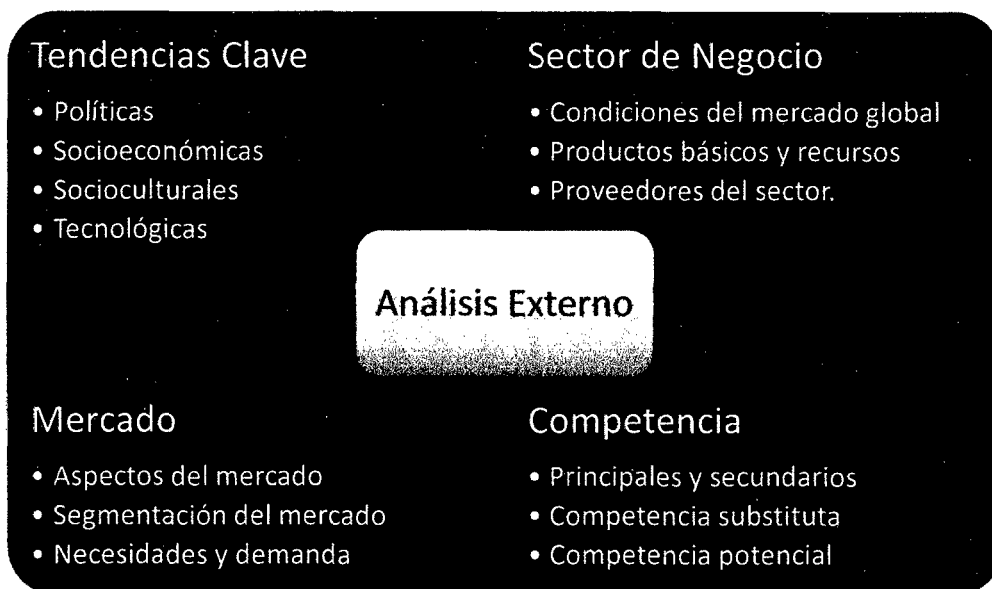 Tendencias Clave
• Políticas
• Socioeconómicas
• Socioculturales
• Tecnológicas
Sector de Negocio
• Condiciones del mercado global
• Productos básicos y recursos
• Proveedores del sector.
Análisis Externo
Mercado
• Aspectos del mercado
• Segmentación del mercado
• Necesidades y demanda
Competencia
• Principales y secundarios
• Competencia substituta
• Competencia potencial